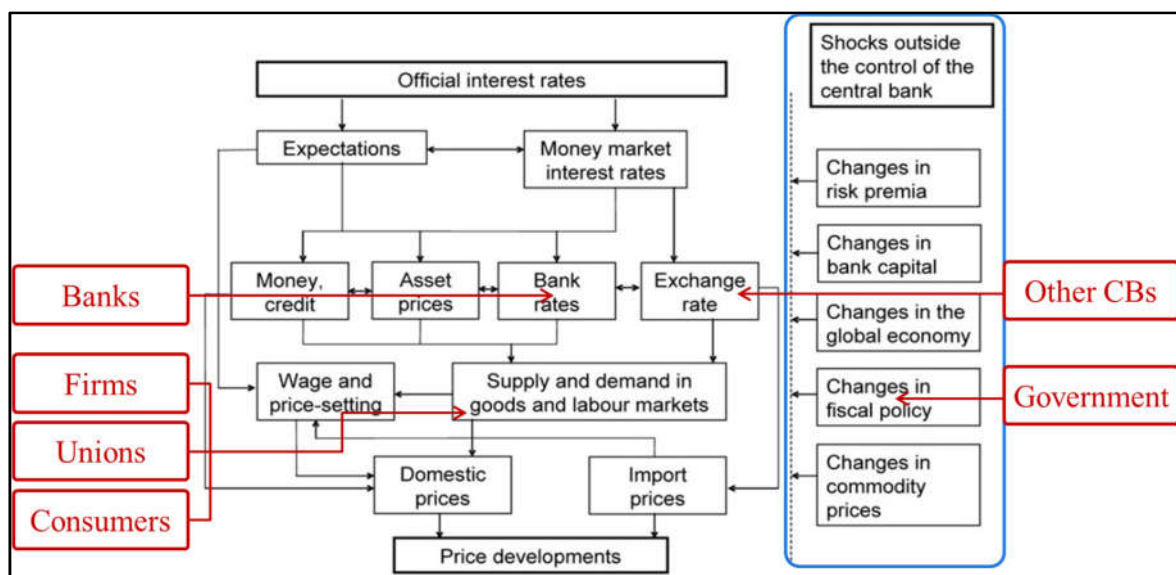 Official interest rates
Shocks outside
the control of the
central bank
Expectations
Money market
interest rates
Changes in
risk premia
Changes in
bank capital
Banks
Money,
credit
Asset
prices
Bank
rates
Exchange
rate
Other CBs
Changes in the
global economy
Firms
Wage and
price-setting
Supply and demand in
goods and labour markets
Changes in
fiscal policy
Government
Unions
Domestic
prices
Import
prices
Changes in
commodity
prices
Consumers
Price developments